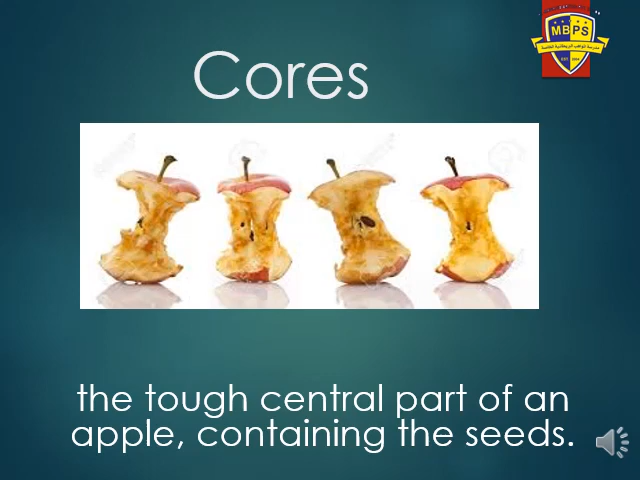 MBPS
Cores
the tough central part of an
apple, containing the seeds.